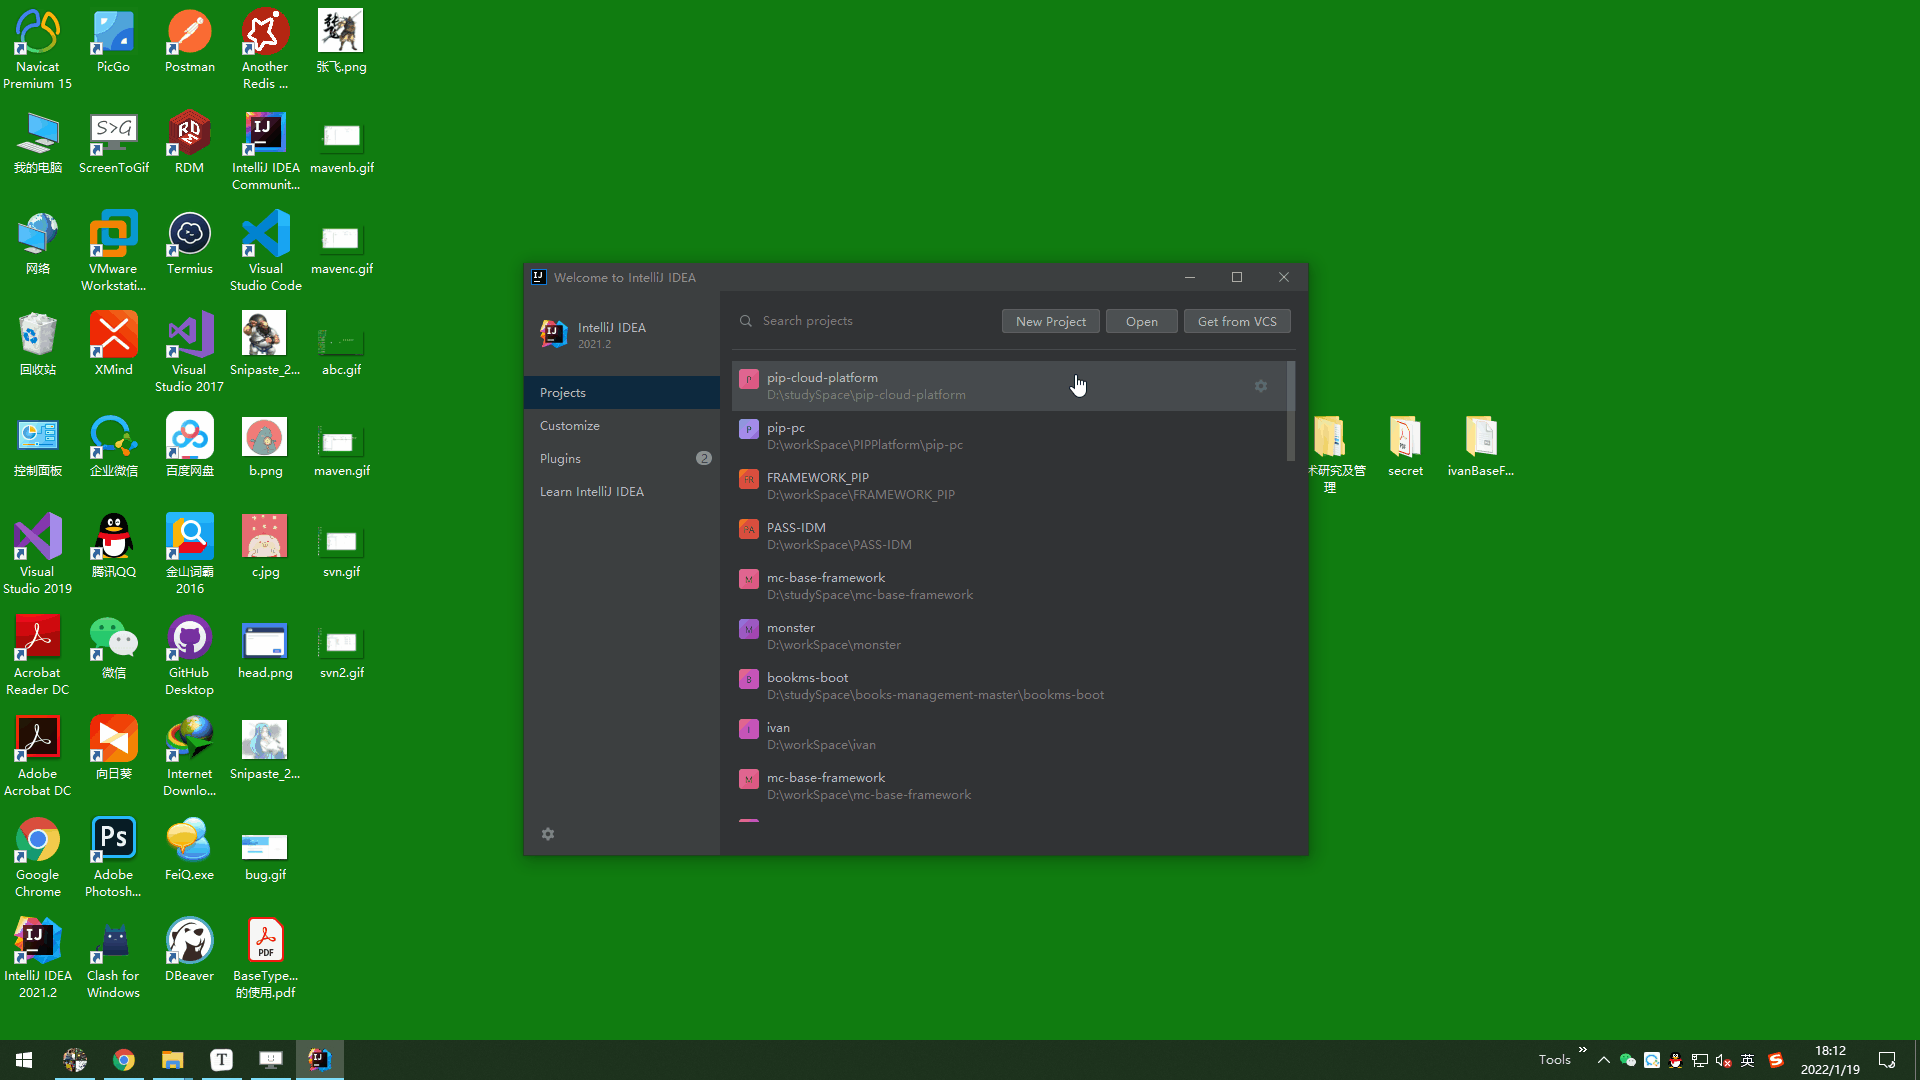 Navicat
Premium 15
PicGo
Postman
Another
Redis ...
张飞.png
我的电脑
ScreenToGif
RDM
IntelliJ IDEA
Communit...
mavenb.gif
网络
VMware
Workstati...
Termius
Visual
Studio Code
mavenc.gif
回收站
XMind
Visual
Studio 2017
Snipaste_2...
abc.gif
控制面板
企业微信
百度网盘
b.png
maven.gif
Visual
Studio 2019
腾讯QQ
金山词霸
2016
c.jpg
svn.gif
Acrobat
Reader DC
微信
GitHub
Desktop
head.png
svn2.gif
Adobe
Acrobat DC
向日葵
Internet
Downlo...
Snipaste_2...
Google
Chrome
Adobe
Photosh...
FeiQ.exe
bug.gif
IntelliJ IDEA
2021.2
Clash for
Windows
DBeaver
BaseType...
的使用.pdf
Welcome to IntelliJ IDEA
IntelliJ IDEA
2021.2
Projects
Customize
Plugins
2
Learn IntelliJ IDEA
Search projects
New Project
Open
Get from VCS
pip-cloud-platform
D:\studySpace\pip-cloud-platform
pip-pc
D:\workSpace\PIPPlatform\pip-pc
FRAMEWORK_PIP
D:\workSpace\FRAMEWORK_PIP
PASS-IDM
D:\workSpace\PASS-IDM
mc-base-framework
D:\studySpace\mc-base-framework
monster
D:\workSpace\monster
bookms-boot
D:\studySpace\books-management-master\bookms-boot
ivan
D:\workSpace\ivan
mc-base-framework
D:\workSpace\mc-base-framework
术研究及管
理
secret
ivanBaseF...
Tools
英
18:12
2022/1/19